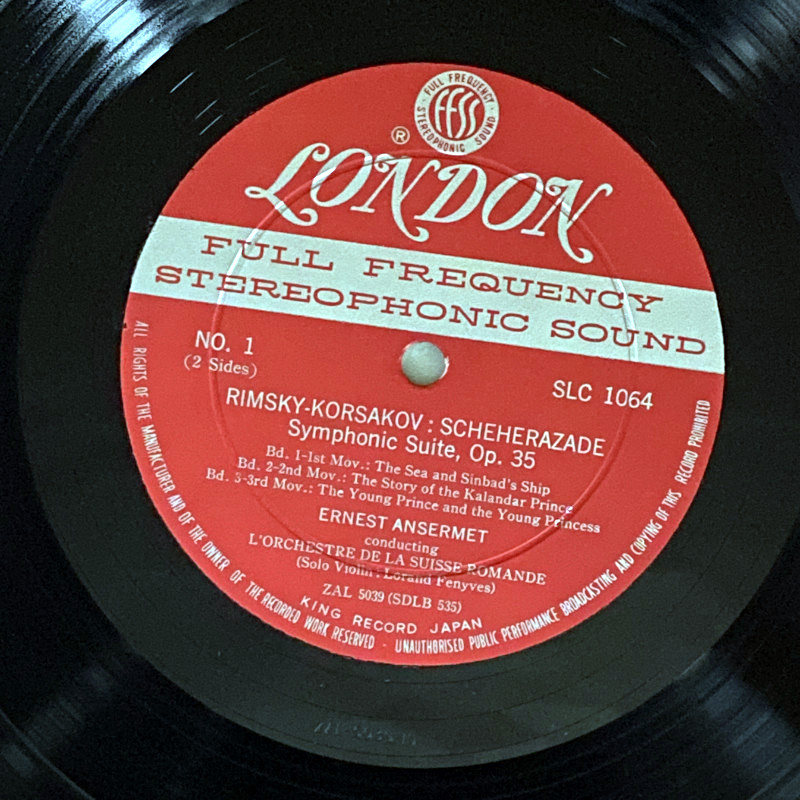 FULL FREQUENCY
FFSS
STEREOPHONIC SOUND
®
LONDON
FULL FREQUENCY
STEREOPHONIC SOUND
NO. 1
(2 Sides)
SLC 1064
RIMSKY-KORSAKOV : SCHEHERAZADE
Symphonic Suite, Op. 35
Bd. 1-1st Mov.: The Sea and Sinbad's Ship
Bd. 2-2nd Mov.: The Story of the Kalandar Prince
Bd. 3-3rd Mov.: The Young Prince and the Young Princess
ERNEST ANSERMET
conducting
L'ORCHESTRE DE LA SUISSE ROMANDE
(Solo Violin: Lorand Fenyves)
ZAL 5039 (SDLB 535)
KING RECORD JAPAN
ALL RIGHTS OF THE MANUFACTURER AND OF THE OWNER OF THE RECORDED WORK RESERVED - UNAUTHORISED PUBLIC PERFORMANCE BROADCASTING AND COPYING OF THIS RECORD PROHIBITED